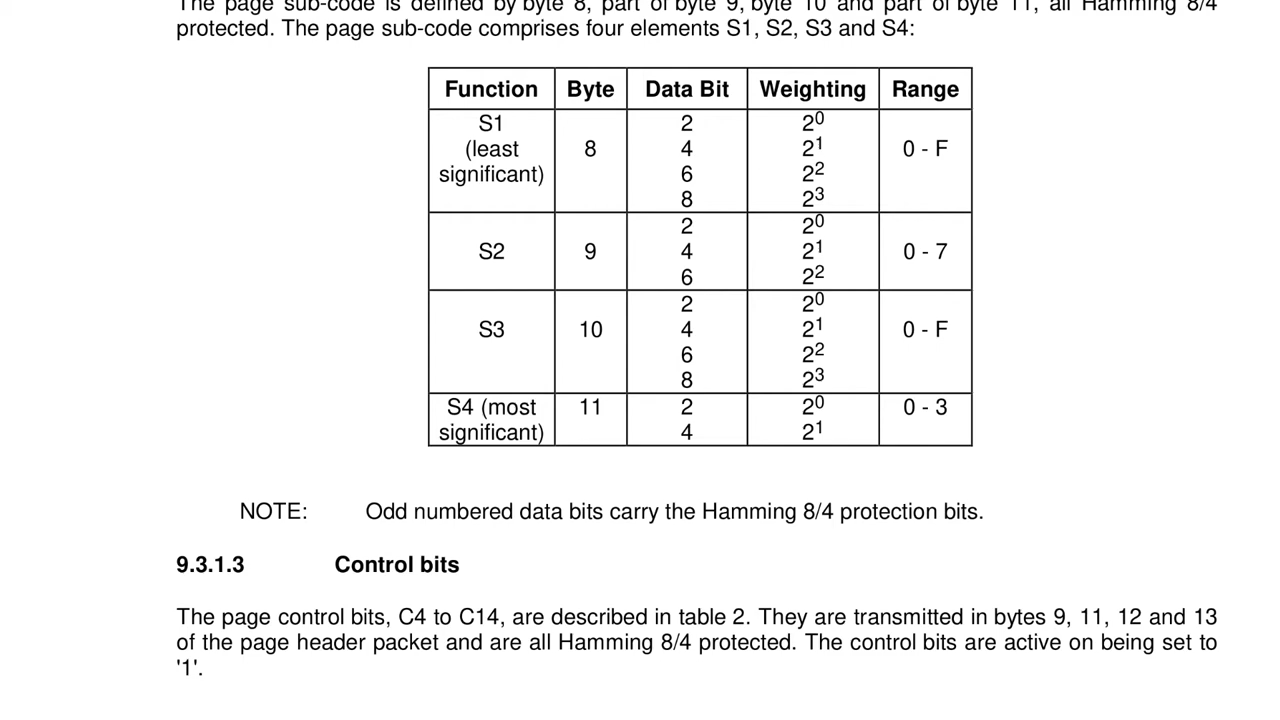 The page sub-code is defined by byte 8, part of byte 9, byte 10 and part of byte 11, all Hamming 8/4
protected. The page sub-code comprises four elements S1, S2, S3 and S4:
Function Byte Data Bit Weighting Range
S1 2 2⁰
(least 8 4 2¹ 0 - F
significant) 6 2²
8 2³
2 2⁰
S2 9 4 2¹ 0 - 7
6 2²
2 2⁰
S3 10 4 2¹ 0 - F
6 2²
8 2³
S4 (most 11 2 2⁰ 0 - 3
significant) 4 2¹
NOTE: Odd numbered data bits carry the Hamming 8/4 protection bits.
9.3.1.3 Control bits
The page control bits, C4 to C14, are described in table 2. They are transmitted in bytes 9, 11, 12 and 13
of the page header packet and are all Hamming 8/4 protected. The control bits are active on being set to
'1'.